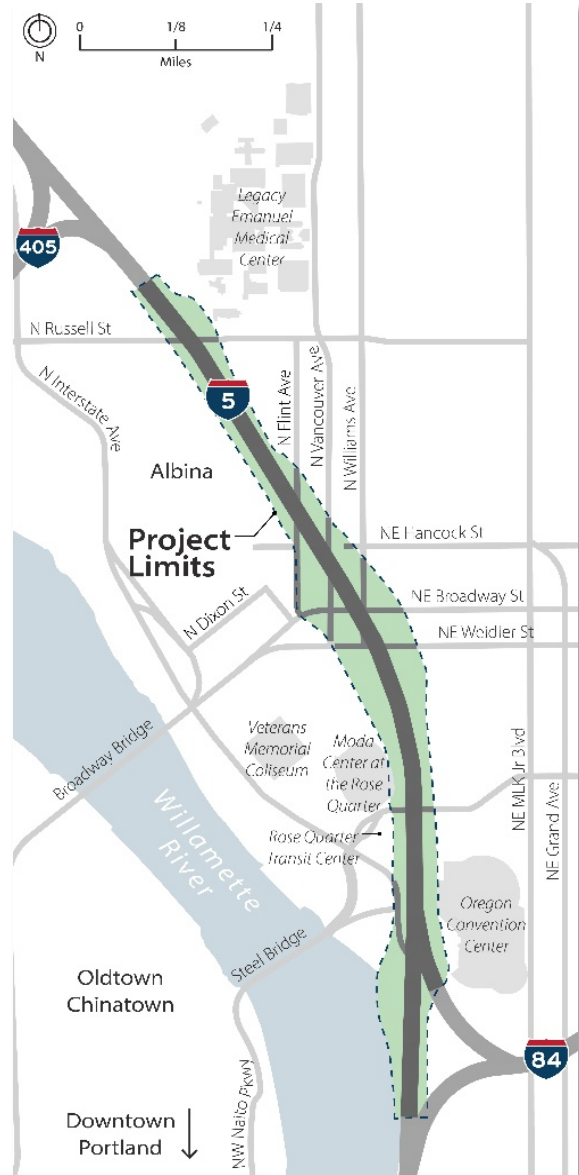 0 1/8 1/4
N
Miles
Legacy
Emanuel
Medical
Center
405
N Russell St
5
N Interstate Ave
N Flint Ave
N Vancouver Ave
N Williams Ave
Albina
Project
Limits
NE Hancock St
N Dixon St
NE Broadway St
NE Weidler St
Broadway Bridge
Veterans
Memorial
Coliseum
Moda
Center at
the Rose
Quarter
NE MLK Jr Blvd
NE Grand Ave
Willamette
River
Rose Quarter
Transit Center
Oregon
Convention
Center
Steel Bridge
Oldtown
Chinatown
84
NW Naito Pkwy
Downtown
Portland